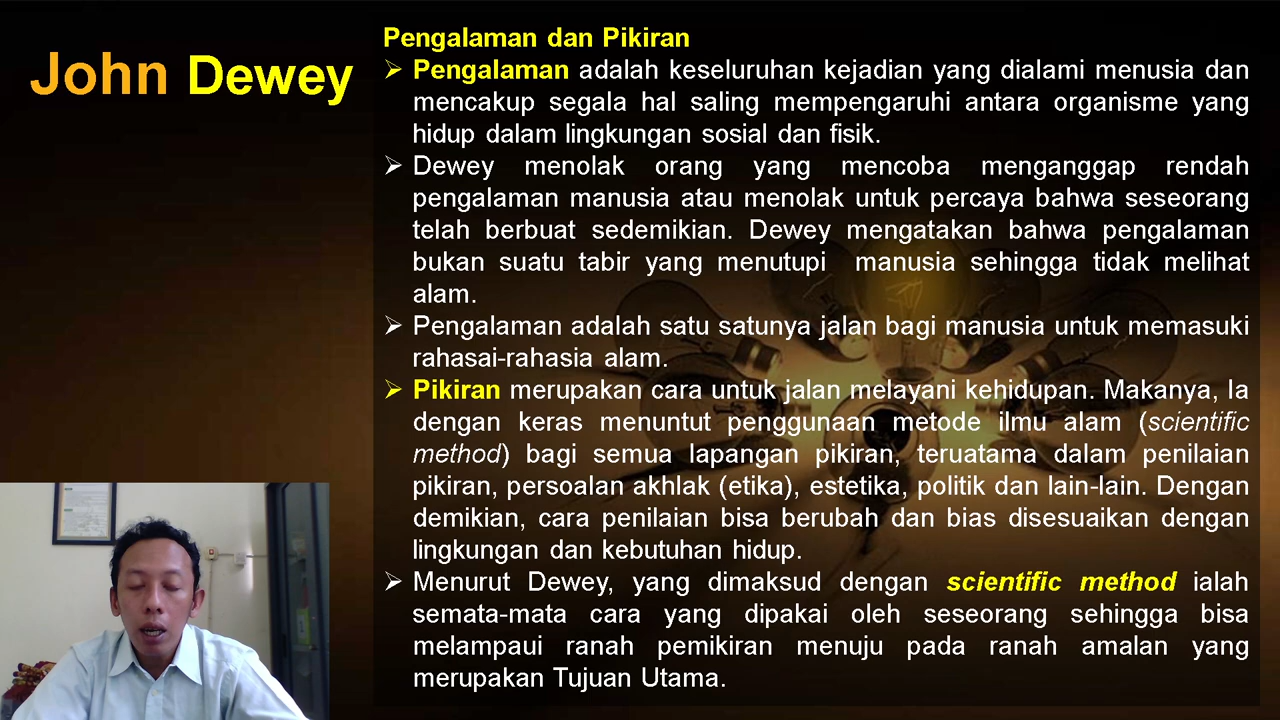 John Dewey
Pengalaman dan Pikiran
➢ Pengalaman adalah keseluruhan kejadian yang dialami menusia dan
mencakup segala hal saling mempengaruhi antara organisme yang
hidup dalam lingkungan sosial dan fisik.
➢ Dewey menolak orang yang mencoba menganggap rendah
pengalaman manusia atau menolak untuk percaya bahwa seseorang
telah berbuat sedemikian. Dewey mengatakan bahwa pengalaman
bukan suatu tabir yang menutupi manusia sehingga tidak melihat
alam.
➢ Pengalaman adalah satu satunya jalan bagi manusia untuk memasuki
rahasai-rahasia alam.
➢ Pikiran merupakan cara untuk jalan melayani kehidupan. Makanya, Ia
dengan keras menuntut penggunaan metode ilmu alam (scientific
method) bagi semua lapangan pikiran, teruatama dalam penilaian
pikiran, persoalan akhlak (etika), estetika, politik dan lain-lain. Dengan
demikian, cara penilaian bisa berubah dan bias disesuaikan dengan
lingkungan dan kebutuhan hidup.
➢ Menurut Dewey, yang dimaksud dengan scientific method ialah
semata-mata cara yang dipakai oleh seseorang sehingga bisa
melampaui ranah pemikiran menuju pada ranah amalan yang
merupakan Tujuan Utama.